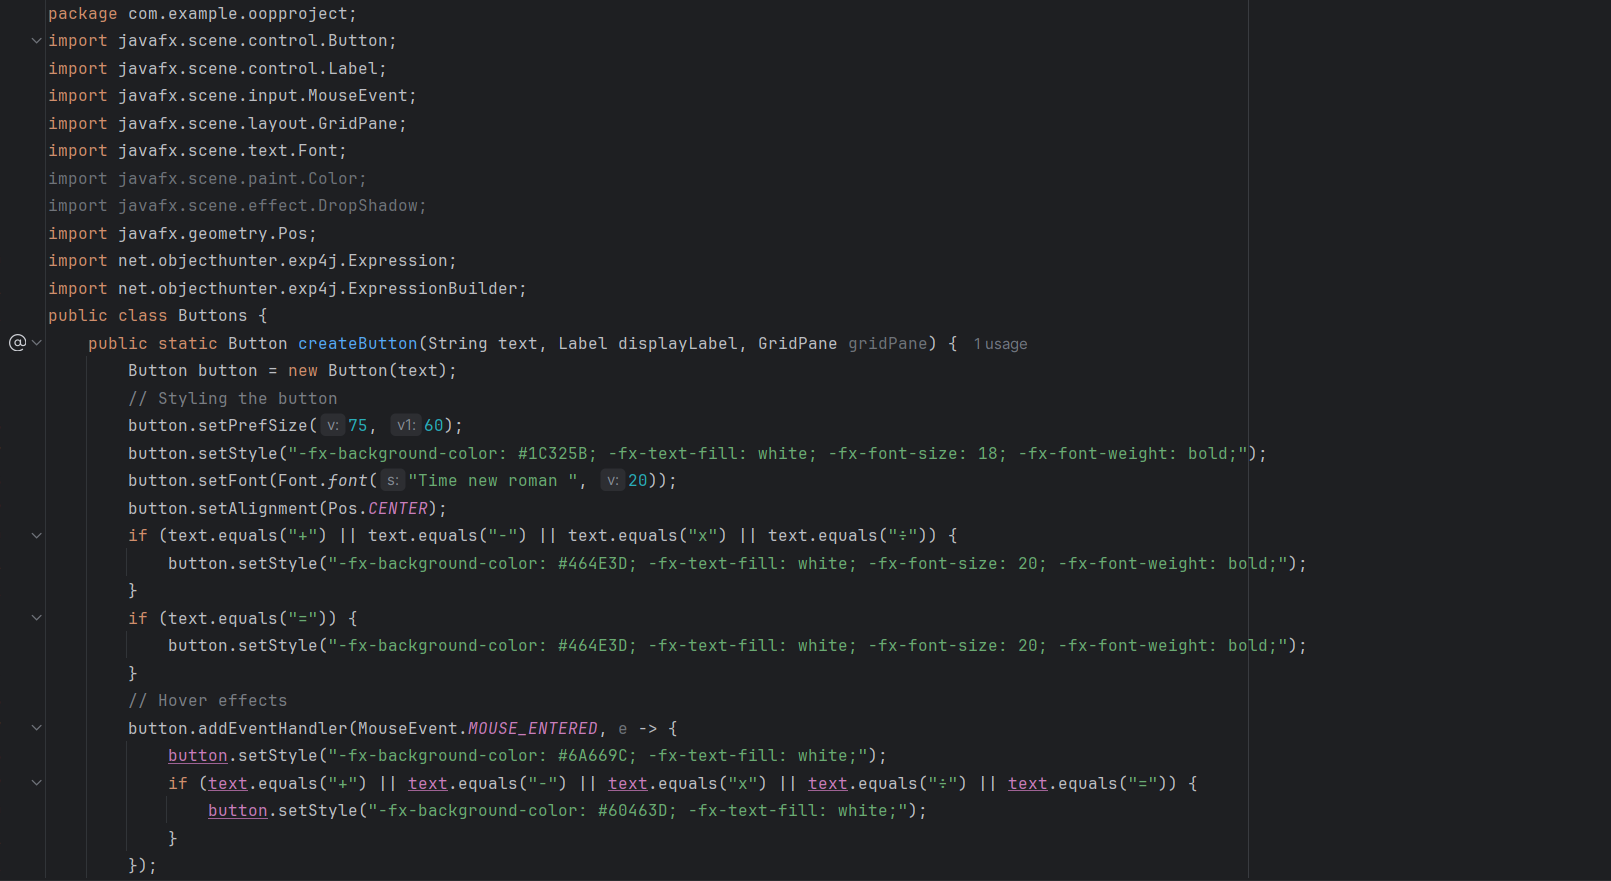 package com.example.oopproject;
import javafx.scene.control.Button;
import javafx.scene.control.Label;
import javafx.scene.input.MouseEvent;
import javafx.scene.layout.GridPane;
import javafx.scene.text.Font;
import javafx.scene.paint.Color;
import javafx.scene.effect.DropShadow;
import javafx.geometry.Pos;
import net.objecthunter.exp4j.Expression;
import net.objecthunter.exp4j.ExpressionBuilder;
public class Buttons {
@ public static Button createButton(String text, Label displayLabel, GridPane gridPane) { 1 usage
Button button = new Button(text);
// Styling the button
button.setPrefSize( v: 75, v1: 60);
button.setStyle("-fx-background-color: #1C325B; -fx-text-fill: white; -fx-font-size: 18; -fx-font-weight: bold;");
button.setFont(Font.font( s: "Time new roman ", v: 20));
button.setAlignment(Pos.CENTER);
if (text.equals("+") || text.equals("-") || text.equals("x") || text.equals("÷")) {
button.setStyle("-fx-background-color: #464E3D; -fx-text-fill: white; -fx-font-size: 20; -fx-font-weight: bold;");
}
if (text.equals("=")) {
button.setStyle("-fx-background-color: #464E3D; -fx-text-fill: white; -fx-font-size: 20; -fx-font-weight: bold;");
}
// Hover effects
button.addEventHandler(MouseEvent.MOUSE_ENTERED, e -> {
button.setStyle("-fx-background-color: #6A669C; -fx-text-fill: white;");
if (text.equals("+") || text.equals("-") || text.equals("x") || text.equals("÷") || text.equals("=")) {
button.setStyle("-fx-background-color: #60463D; -fx-text-fill: white;");
}
});